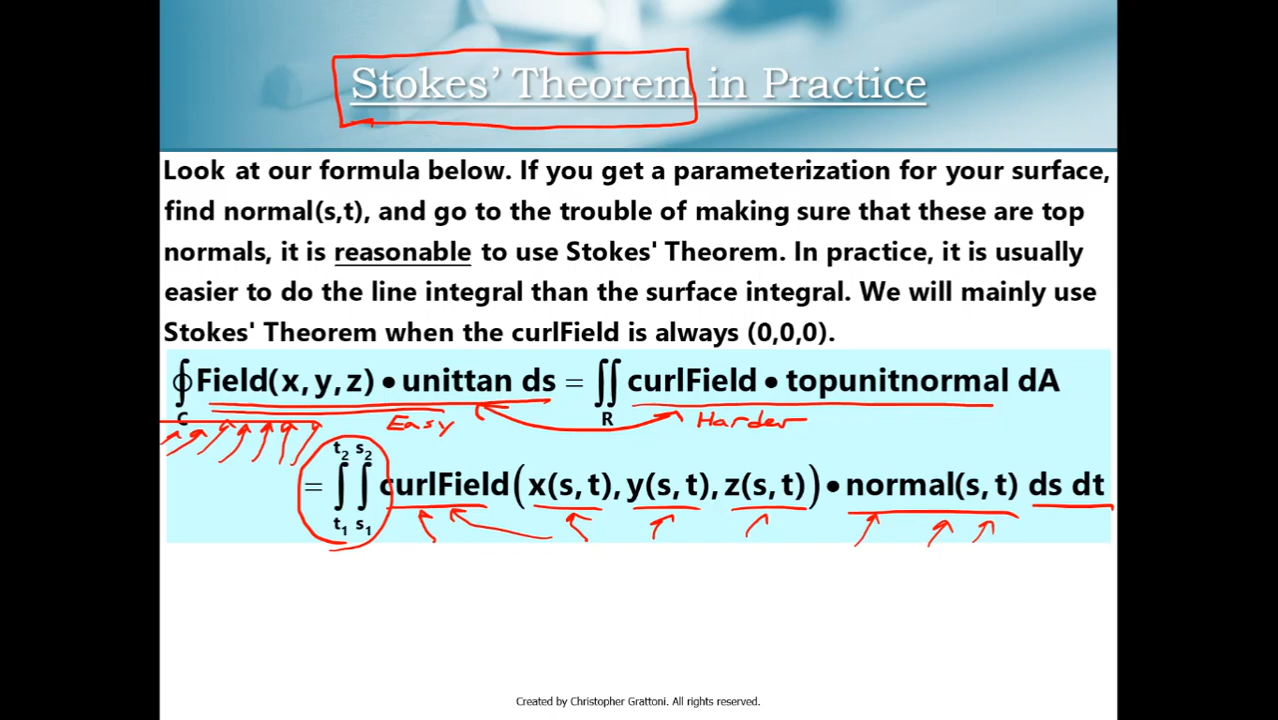 Stokes' Theorem in Practice
Look at our formula below. If you get a parameterization for your surface,
find normal(s,t), and go to the trouble of making sure that these are top
normals, it is reasonable to use Stokes' Theorem. In practice, it is usually
easier to do the line integral than the surface integral. We will mainly use
Stokes' Theorem when the curlField is always (0,0,0).
∮_C Field(x,y,z) • unittan ds = ∬_R curlField • topunitnormal dA
Easy Harder
= ∫_{t₁}^{t₂} ∫_{s₁}^{s₂} curlField(x(s,t),y(s,t),z(s,t)) • normal(s,t) ds dt
Created by Christopher Grattoni. All rights reserved.